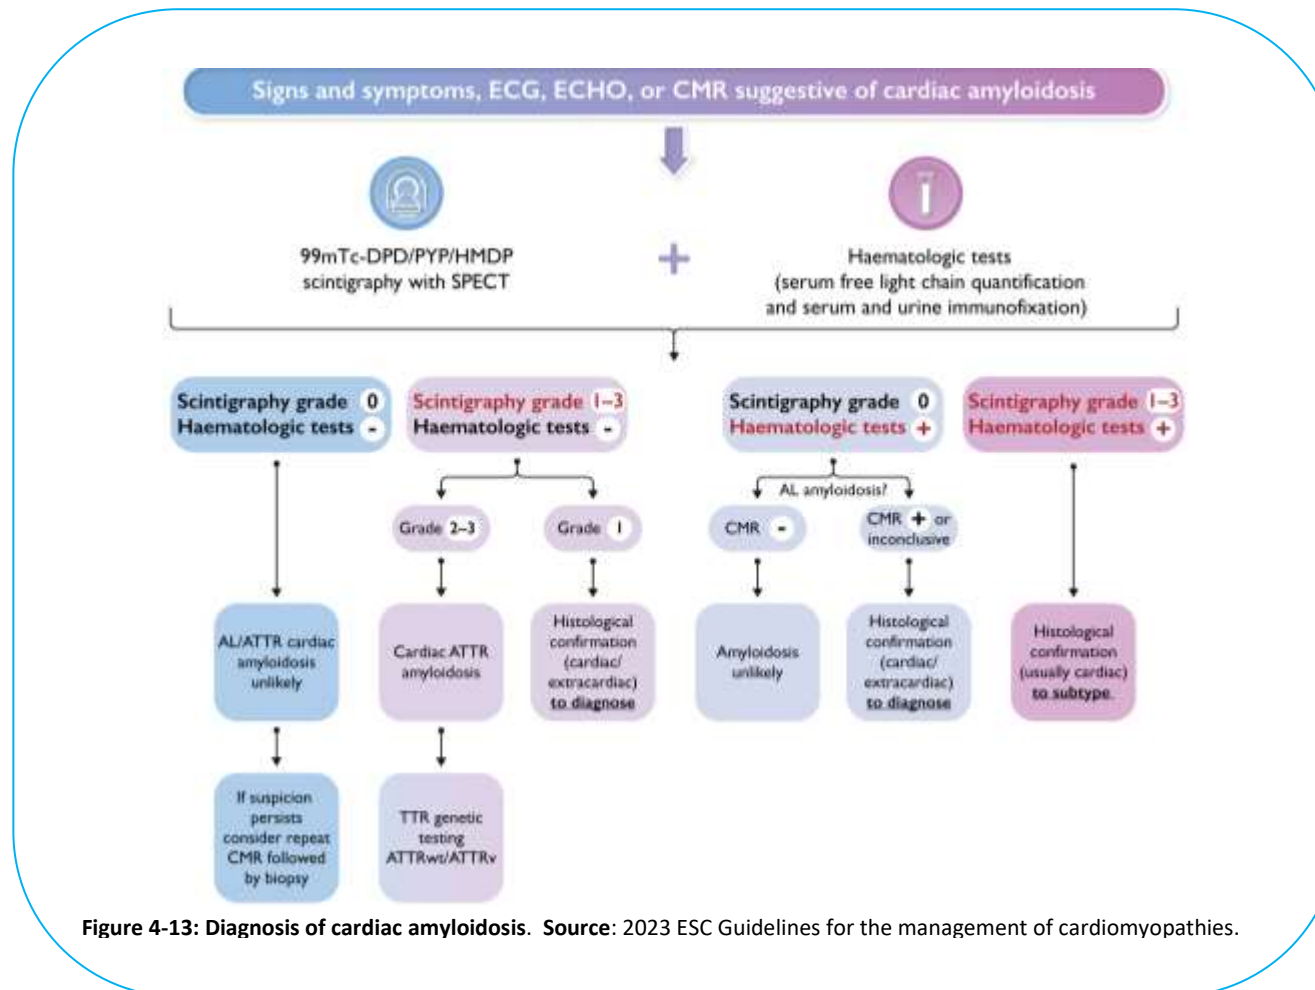 Signs and symptoms, ECG, ECHO, or CMR suggestive of cardiac amyloidosis
99mTc-DPD/PYP/HMDP
scintigraphy with SPECT
+
Haematologic tests
(serum free light chain quantification
and serum and urine immunofixation)
Scintigraphy grade 0
Haematologic tests -
Scintigraphy grade 1–3
Haematologic tests -
Scintigraphy grade 0
Haematologic tests +
Scintigraphy grade 1–3
Haematologic tests +
AL amyloidosis?
Grade 2–3
Grade 1
CMR -
CMR + or
inconclusive
AL/ATTR cardiac
amyloidosis
unlikely
Cardiac ATTR
amyloidosis
Histological
confirmation
(cardiac/
extracardiac)
to diagnose
Amyloidosis
unlikely
Histological
confirmation
(cardiac/
extracardiac)
to diagnose
Histological
confirmation
(usually cardiac)
to subtype.
If suspicion
persists
consider repeat
CMR followed
by biopsy
TTR genetic
testing
ATTRwt/ATTRv
Figure 4-13: Diagnosis of cardiac amyloidosis. Source: 2023 ESC Guidelines for the management of cardiomyopathies.